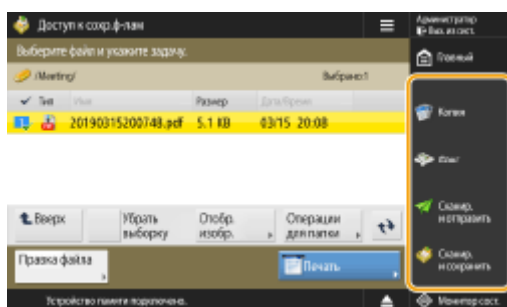 Доступ к сохр.ф-лам
Администратор
Вых. из сист.
Выберите файл и укажите задачу.
Главный
/Meeting/
Выбрано:1
Тип
Имя
Размер
Дата/Время
1
20190315200748.pdf
5.1 KB
03/15 20:08
Копия
Факс
Сканир.
и отправить
Сканир.
и сохранить
Вверх
Убрать
выборку
Отобр.
изобр.
Операции
для папки
Правка файла
Печать
Устройство памяти подключено.
Монитор сост.